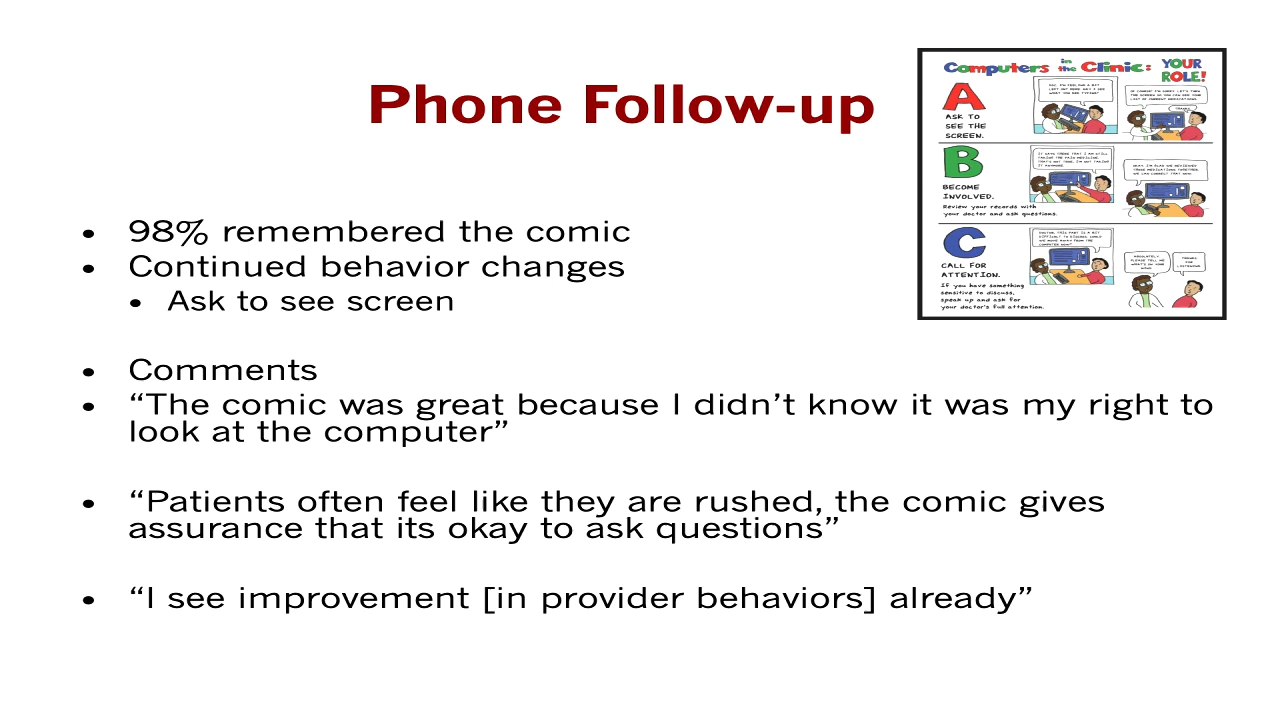 Phone Follow-up
• 98% remembered the comic
• Continued behavior changes
• Ask to see screen
• Comments
• “The comic was great because I didn’t know it was my right to
look at the computer”
• “Patients often feel like they are rushed, the comic gives
assurance that its okay to ask questions”
• “I see improvement [in provider behaviors] already”
Computers in the Clinic: YOUR ROLE!
A
ASK TO
SEE THE
SCREEN.
B
BECOME
INVOLVED.
Review your records with
your doctor and ask questions.
C
CALL FOR
ATTENTION.
If you have something
sensitive to discuss,
speak up and ask for
your doctor's full attention.